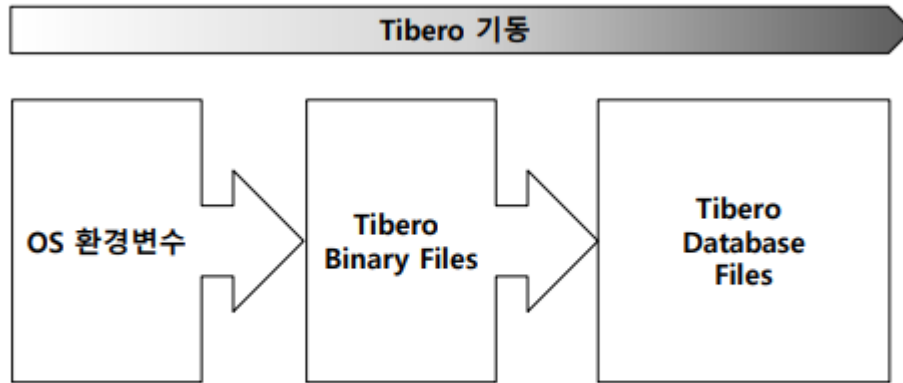 Tibero 기동
OS 환경변수
Tibero
Binary Files
Tibero
Database
Files